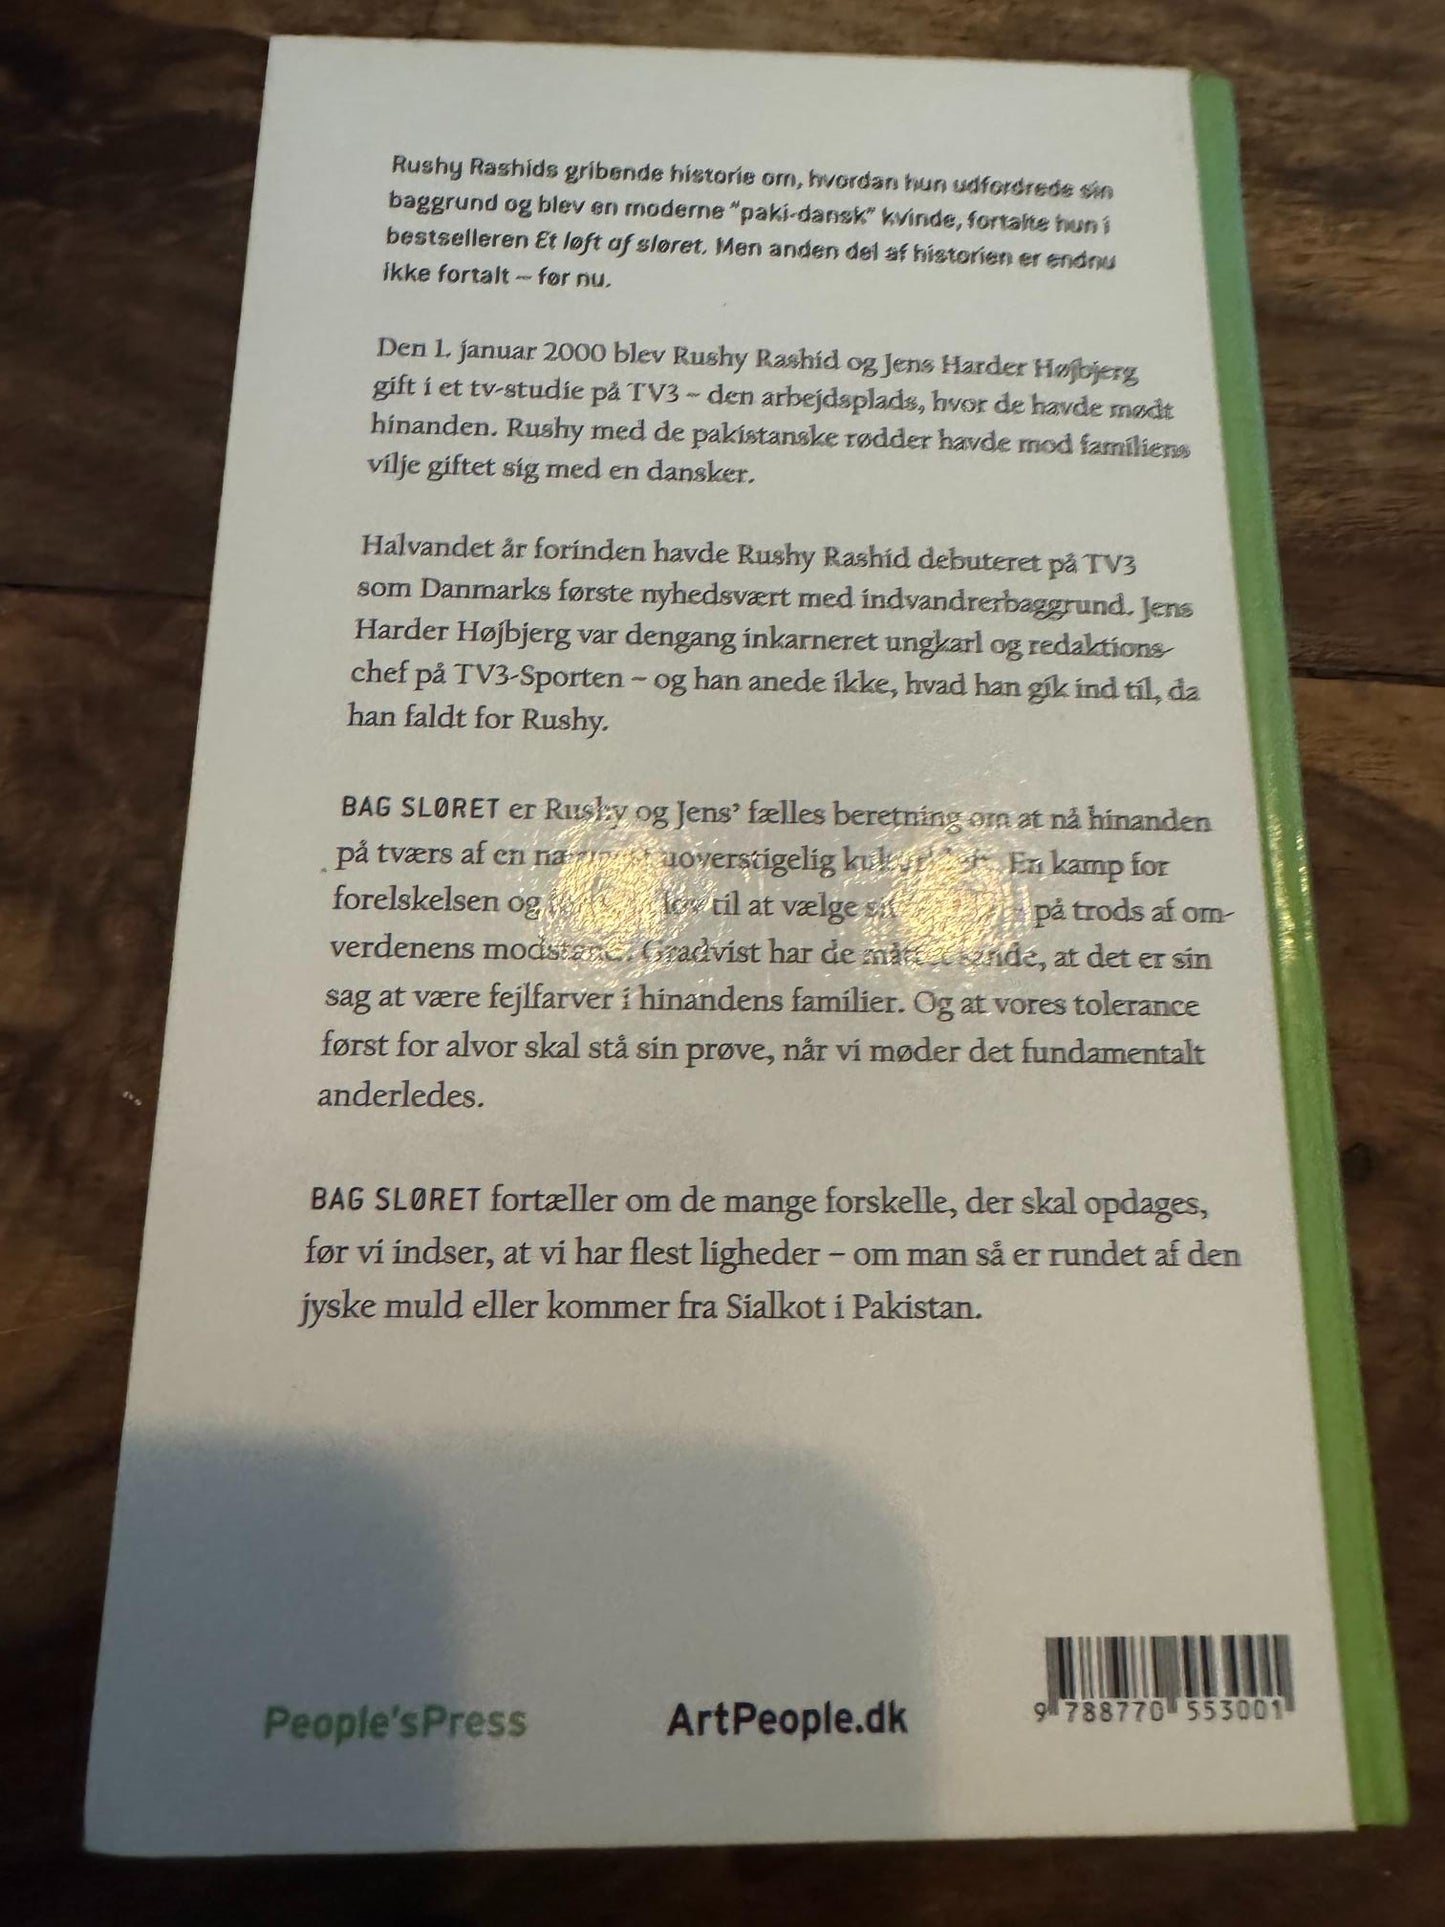 Rushy Rashids gribende historie om, hvordan hun udfordrede sin
baggrund og blev en moderne "paki-dansk" kvinde, fortalte hun i
bestselleren Et løft af sløret. Men anden del af historien er endnu
ikke fortalt – før nu.
Den 1. januar 2000 blev Rushy Rashid og Jens Harder Højbjerg
gift i et tv-studie på TV3 – den arbejdsplads, hvor de havde mødt
hinanden. Rushy med de pakistanske rødder havde mod familiens
vilje giftet sig med en dansker.
Halvandet år forinden havde Rushy Rashid debuteret på TV3
som Danmarks første nyhedsvært med indvandrerbaggrund. Jens
Harder Højbjerg var dengang inkarneret ungkarl og redaktions-
chef på TV3-Sporten – og han anede ikke, hvad han gik ind til, da
han faldt for Rushy.
BAG SLØRET er Rushy og Jens' fælles beretning om at nå hinanden
på tværs af en uoverstigelig En kamp for
forelskelsen og lov til at vælge på trods af om-
verdenens modstand. Gradvist har de måttet sande, at det er sin
sag at være fejlfarver i hinandens familier. Og at vores tolerance
først for alvor skal stå sin prøve, når vi møder det fundamentalt
anderledes.
BAG SLØRET fortæller om de mange forskelle, der skal opdages,
før vi indser, at vi har flest ligheder – om man så er rundet af den
jyske muld eller kommer fra Sialkot i Pakistan.
People'sPress
ArtPeople.dk
9 788770 553001